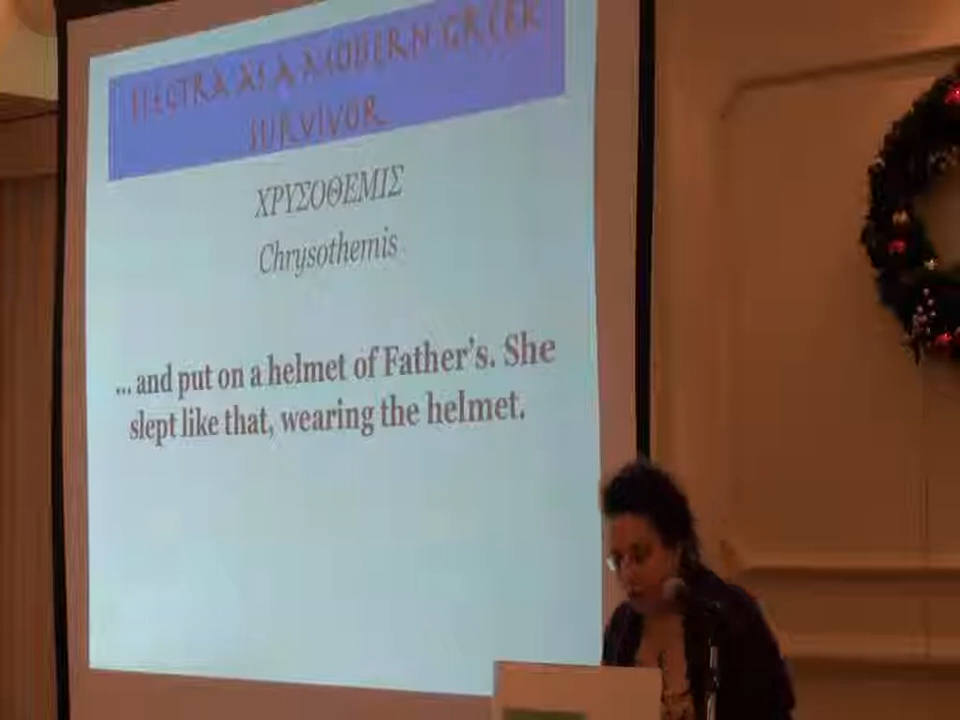 ELECTRA AS A MODERN GREEK
SURVIVOR
ΧΡΥΣΟΘΕΜΙΣ
Chrysothemis
... and put on a helmet of Father's. She
slept like that, wearing the helmet.